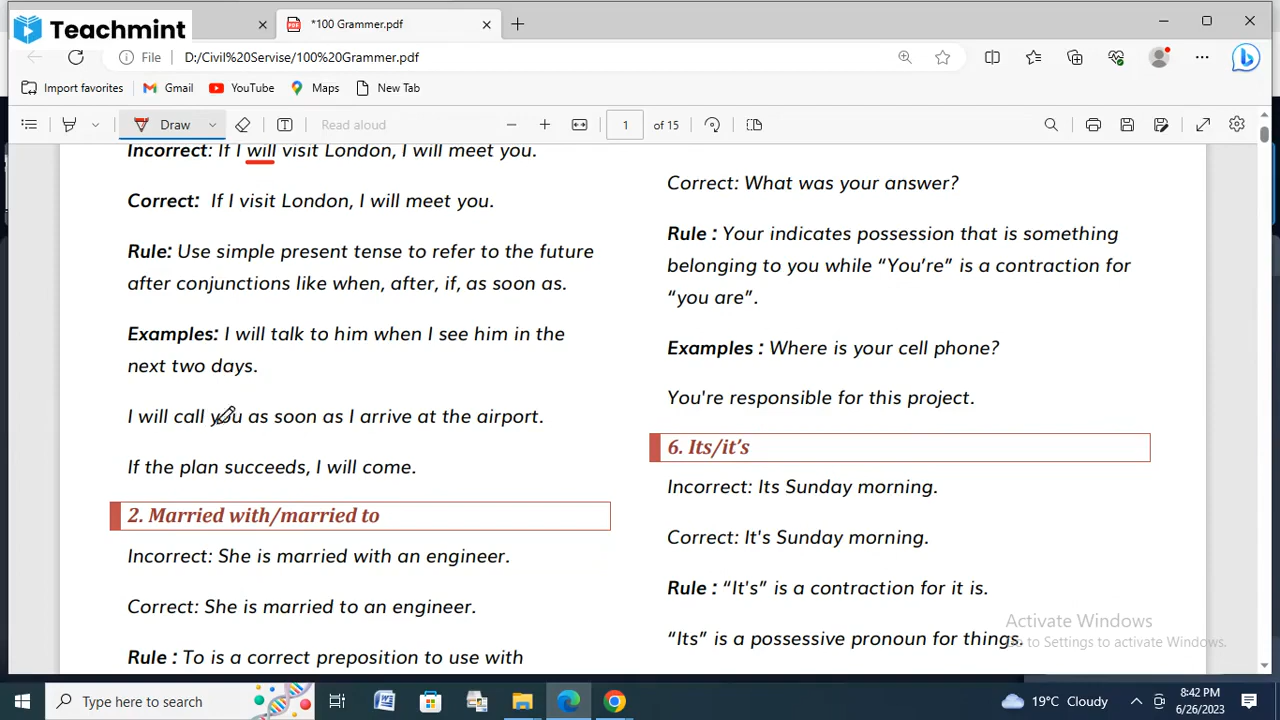 Teachmint
*100 Grammer.pdf
File
D:/Civil%20Servise/100%20Grammer.pdf
Import favorites
Gmail
YouTube
Maps
New Tab
Draw
Read aloud
1
of 15
Incorrect: If I will visit London, I will meet you.
Correct: If I visit London, I will meet you.
Rule: Use simple present tense to refer to the future
after conjunctions like when, after, if, as soon as.
Examples: I will talk to him when I see him in the
next two days.
I will call you as soon as I arrive at the airport.
If the plan succeeds, I will come.
2. Married with/married to
Incorrect: She is married with an engineer.
Correct: She is married to an engineer.
Rule : To is a correct preposition to use with
Correct: What was your answer?
Rule : Your indicates possession that is something
belonging to you while “You’re” is a contraction for
“you are”.
Examples : Where is your cell phone?
You're responsible for this project.
6. Its/it’s
Incorrect: Its Sunday morning.
Correct: It's Sunday morning.
Rule : “It's” is a contraction for it is.
“Its” is a possessive pronoun for things.
Activate Windows
to Settings to activate Windows.
Type here to search
19°C Cloudy
8:42 PM
6/26/2023